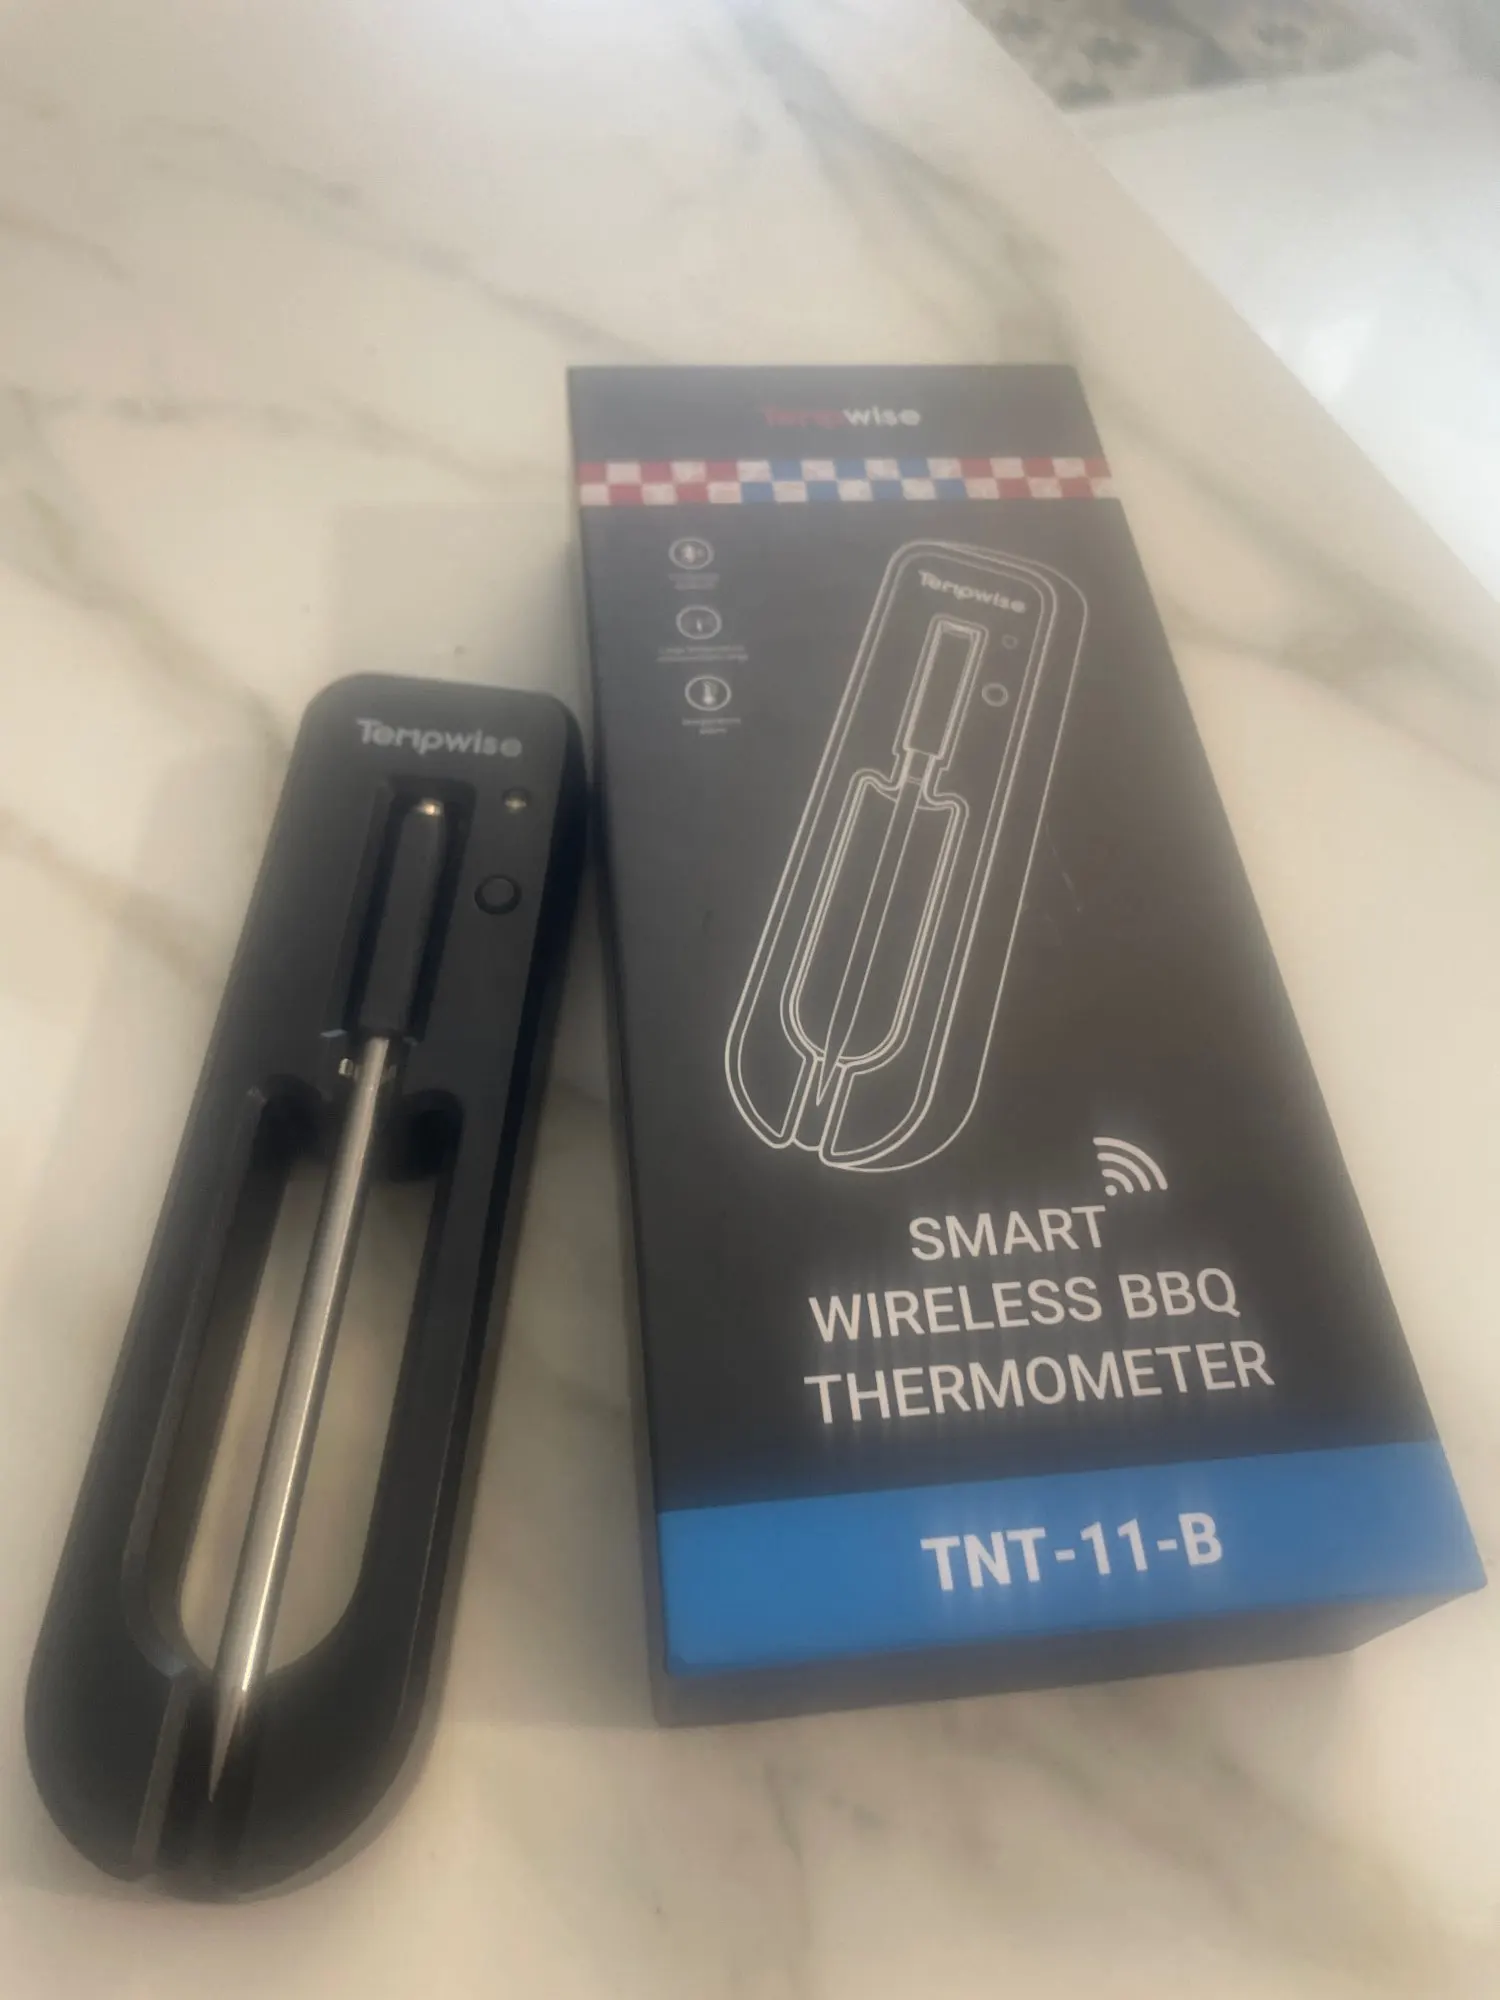 Tempwise
Tempwise
Tempwise
SMART
WIRELESS BBQ
THERMOMETER
TNT-11-B